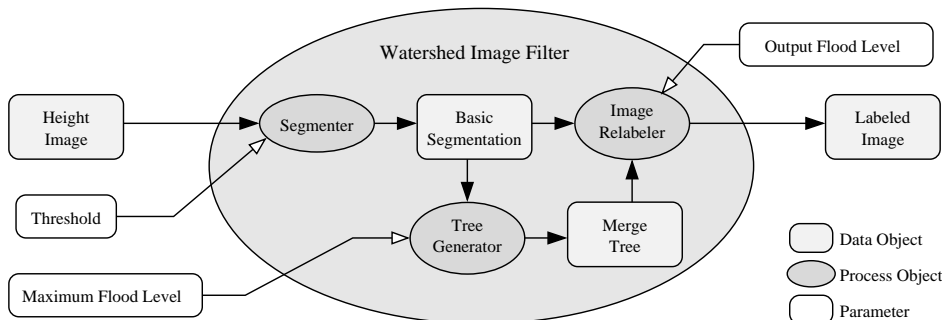 Watershed Image Filter
Output Flood Level
Height
Image
Segmenter
Basic
Segmentation
Image
Relabeler
Labeled
Image
Threshold
Tree
Generator
Merge
Tree
Maximum Flood Level
Data Object
Process Object
Parameter